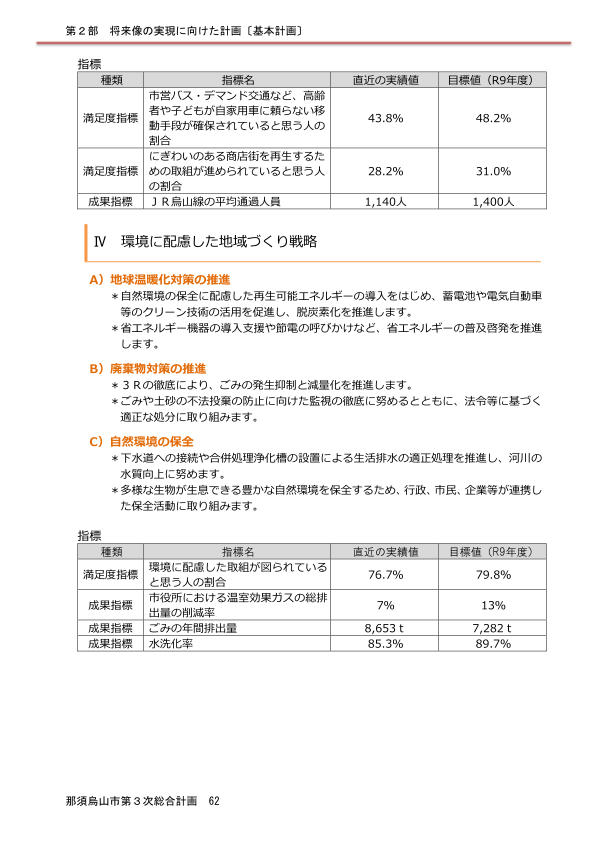 第２部　将来像の実現に向けた計画〔基本計画〕
指標
種類　指標名　直近の実績値　目標値（R9年度）
市営バス・デマンド交通など、高齢
者や子どもが自家用車に頼らない移
満足度指標　動手段が確保されていると思う人の　43.8%　48.2%
割合
にぎわいのある商店街を再生するた
満足度指標　めの取組が進められていると思う人　28.2%　31.0%
の割合
成果指標　ＪＲ烏山線の平均通過人員　1,140人　1,400人
Ⅳ　環境に配慮した地域づくり戦略
A）地球温暖化対策の推進
＊自然環境の保全に配慮した再生可能エネルギーの導入をはじめ、蓄電池や電気自動車
等のクリーン技術の活用を促進し、脱炭素化を推進します。
＊省エネルギー機器の導入支援や節電の呼びかけなど、省エネルギーの普及啓発を推進
します。
B）廃棄物対策の推進
＊３Ｒの徹底により、ごみの発生抑制と減量化を推進します。
＊ごみや土砂の不法投棄の防止に向けた監視の徹底に努めるとともに、法令等に基づく
適正な処分に取り組みます。
C）自然環境の保全
＊下水道への接続や合併処理浄化槽の設置による生活排水の適正処理を推進し、河川の
水質向上に努めます。
＊多様な生物が生息できる豊かな自然環境を保全するため、行政、市民、企業等が連携し
た保全活動に取り組みます。
指標
種類　指標名　直近の実績値　目標値（R9年度）
満足度指標　環境に配慮した取組が図られている　76.7%　79.8%
と思う人の割合
成果指標　市役所における温室効果ガスの総排　7%　13%
出量の削減率
成果指標　ごみの年間排出量　8,653ｔ　7,282ｔ
成果指標　水洗化率　85.3%　89.7%
那須烏山市第３次総合計画　62